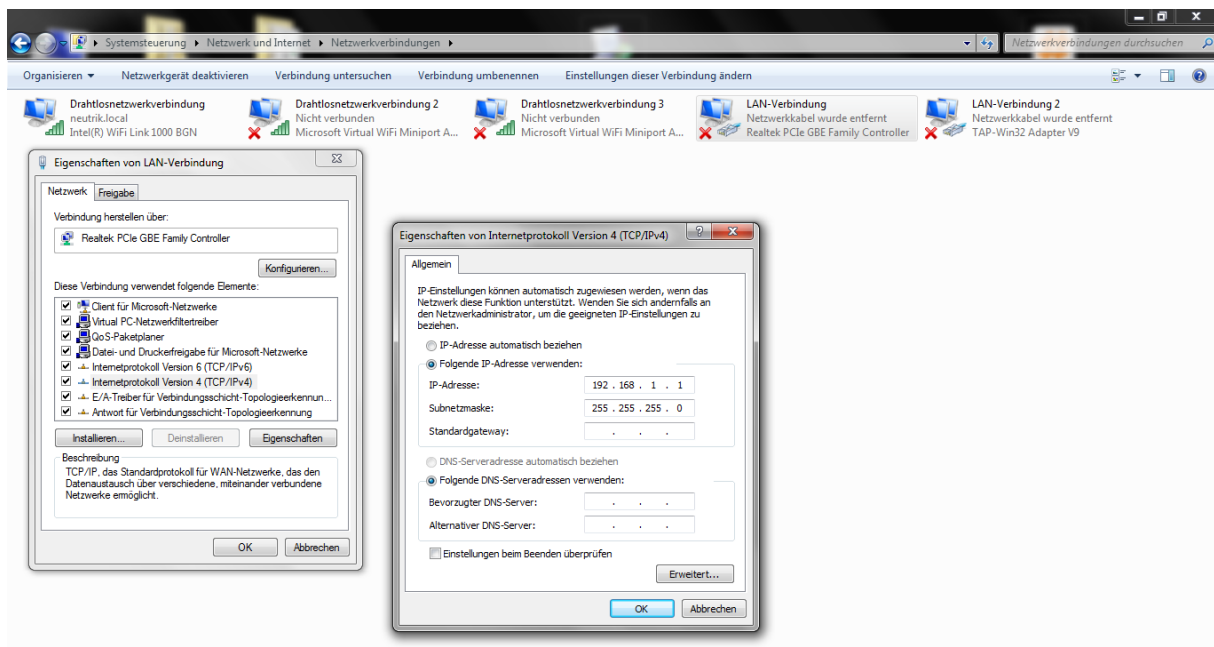 Systemsteuerung ▸ Netzwerk und Internet ▸ Netzwerkverbindungen ▸
Netzwerkverbindungen durchsuchen
Organisieren Netzwerkgerät deaktivieren Verbindung untersuchen Verbindung umbenennen Einstellungen dieser Verbindung ändern
Drahtlosnetzwerkverbindung
neutrik.local
Intel(R) WiFi Link 1000 BGN
Drahtlosnetzwerkverbindung 2
Nicht verbunden
Microsoft Virtual WiFi Miniport A...
Drahtlosnetzwerkverbindung 3
Nicht verbunden
Microsoft Virtual WiFi Miniport A...
LAN-Verbindung
Netzwerkkabel wurde entfernt
Realtek PCIe GBE Family Controller
LAN-Verbindung 2
Netzwerkkabel wurde entfernt
TAP-Win32 Adapter V9
Eigenschaften von LAN-Verbindung
Netzwerk Freigabe
Verbindung herstellen über:
Realtek PCIe GBE Family Controller
Konfigurieren...
Diese Verbindung verwendet folgende Elemente:
Client für Microsoft-Netzwerke
Virtual PC-Netzwerkfiltertreiber
QoS-Paketplaner
Datei- und Druckerfreigabe für Microsoft-Netzwerke
Internetprotokoll Version 6 (TCP/IPv6)
Internetprotokoll Version 4 (TCP/IPv4)
E/A-Treiber für Verbindungsschicht-Topologieerkennun...
Antwort für Verbindungsschicht-Topologieerkennung
Installieren... Deinstallieren Eigenschaften
Beschreibung
TCP/IP, das Standardprotokoll für WAN-Netzwerke, das den
Datenaustausch über verschiedene, miteinander verbundene
Netzwerke ermöglicht.
OK Abbrechen
Eigenschaften von Internetprotokoll Version 4 (TCP/IPv4)
Allgemein
IP-Einstellungen können automatisch zugewiesen werden, wenn das
Netzwerk diese Funktion unterstützt. Wenden Sie sich andernfalls an
den Netzwerkadministrator, um die geeigneten IP-Einstellungen zu
beziehen.
IP-Adresse automatisch beziehen
Folgende IP-Adresse verwenden:
IP-Adresse: 192 . 168 . 1 . 1
Subnetzmaske: 255 . 255 . 255 . 0
Standardgateway: . . .
DNS-Serveradresse automatisch beziehen
Folgende DNS-Serveradressen verwenden:
Bevorzugter DNS-Server: . . .
Alternativer DNS-Server: . . .
Einstellungen beim Beenden überprüfen
Erweitert...
OK Abbrechen